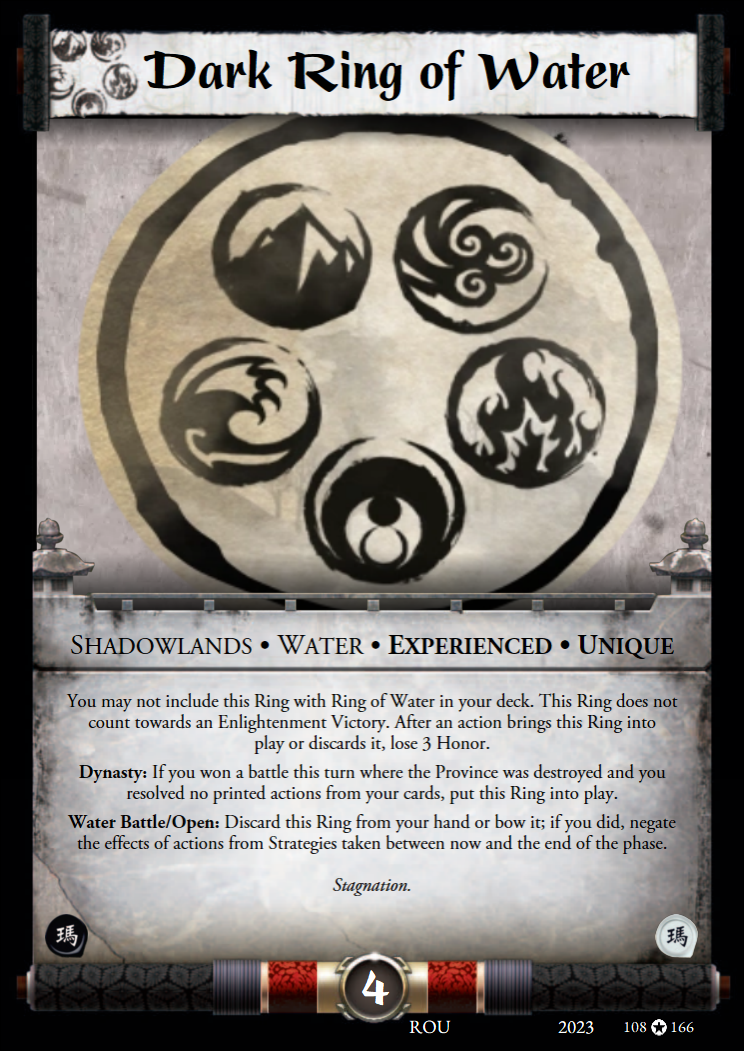 Dark Ring of Water
Shadowlands • Water • Experienced • Unique
You may not include this Ring with Ring of Water in your deck. This Ring does not
count towards an Enlightenment Victory. After an action brings this Ring into
play or discards it, lose 3 Honor.
Dynasty: If you won a battle this turn where the Province was destroyed and you
resolved no printed actions from your cards, put this Ring into play.
Water Battle/Open: Discard this Ring from your hand or bow it; if you did, negate
the effects of actions from Strategies taken between now and the end of the phase.
Stagnation.
瑪 瑪
4
ROU 2023 108 ✪ 166